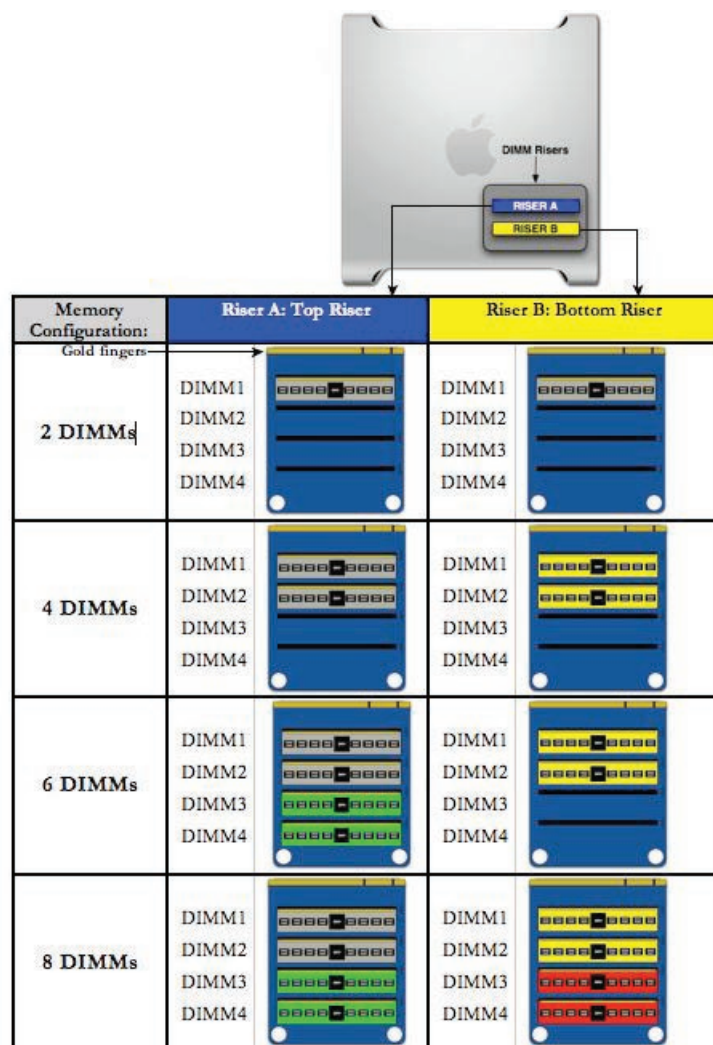 DIMM Risers
RISER A
RISER B
Memory Configuration:
Riser A: Top Riser
Riser B: Bottom Riser
Gold fingers
2 DIMMs
DIMM1
DIMM2
DIMM3
DIMM4
DIMM1
DIMM2
DIMM3
DIMM4
4 DIMMs
DIMM1
DIMM2
DIMM3
DIMM4
DIMM1
DIMM2
DIMM3
DIMM4
6 DIMMs
DIMM1
DIMM2
DIMM3
DIMM4
DIMM1
DIMM2
DIMM3
DIMM4
8 DIMMs
DIMM1
DIMM2
DIMM3
DIMM4
DIMM1
DIMM2
DIMM3
DIMM4